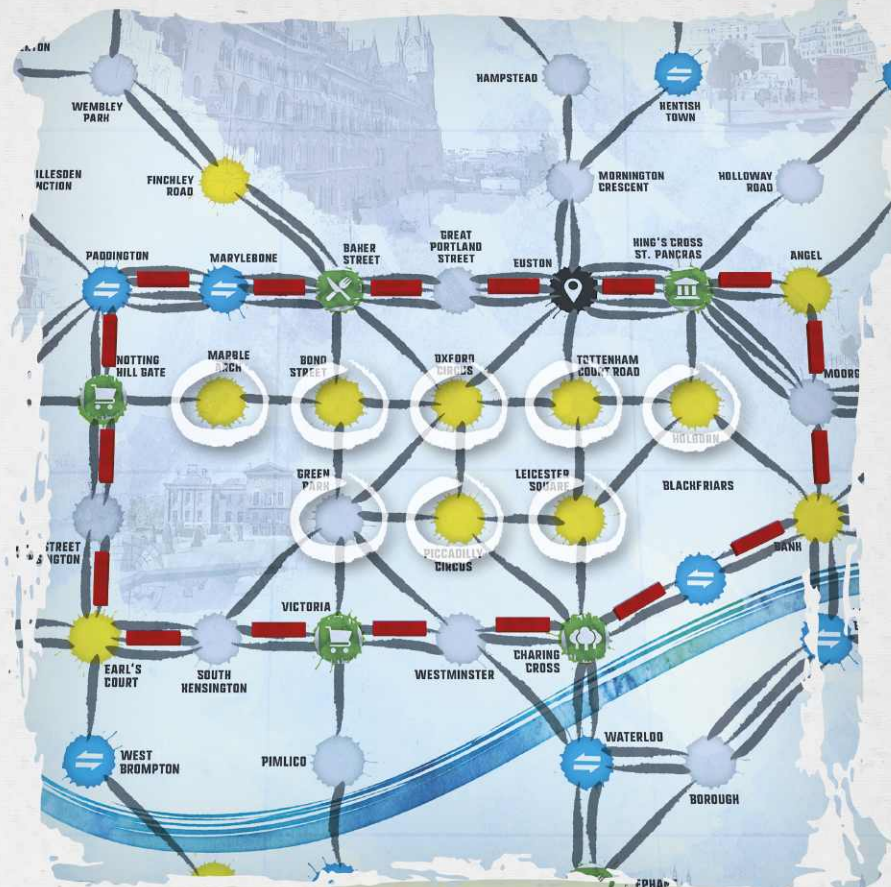 HAMPSTEAD
WEMBLEY
PARK
HENTISH
TOWN
FINCHLEY
ROAD
MORNINGTON
CRESCENT
HOLLOWAY
ROAD
GREAT
PORTLAND
STREET
PADDINGTON
MARYLEBONE
BAKER
STREET
EUSTON
KING'S CROSS
ST. PANCRAS
ANGEL
NOTTING
HILL GATE
MARBLE
ARCH
BOND
STREET
OXFORD
CIRCUS
TOTTENHAM
COURT ROAD
HOLBORN
GREEN
PARK
LEICESTER
SQUARE
BLACKFRIARS
STREET
PICCADILLY
CIRCUS
BANK
VICTORIA
EARL'S
COURT
SOUTH
KENSINGTON
WESTMINSTER
CHARING
CROSS
WEST
BROMPTON
PIMLICO
WATERLOO
BOROUGH